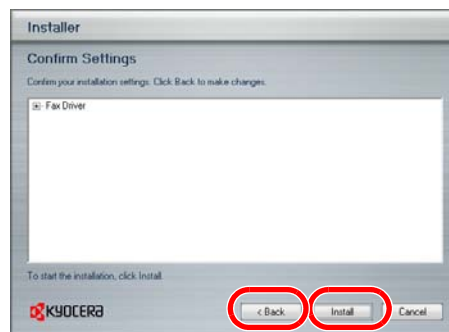 Installer
Confirm Settings
Confirm your installation settings. Click Back to make changes.
Fax Driver
To start the installation, click Install.
KYOCERA
< Back Install Cancel